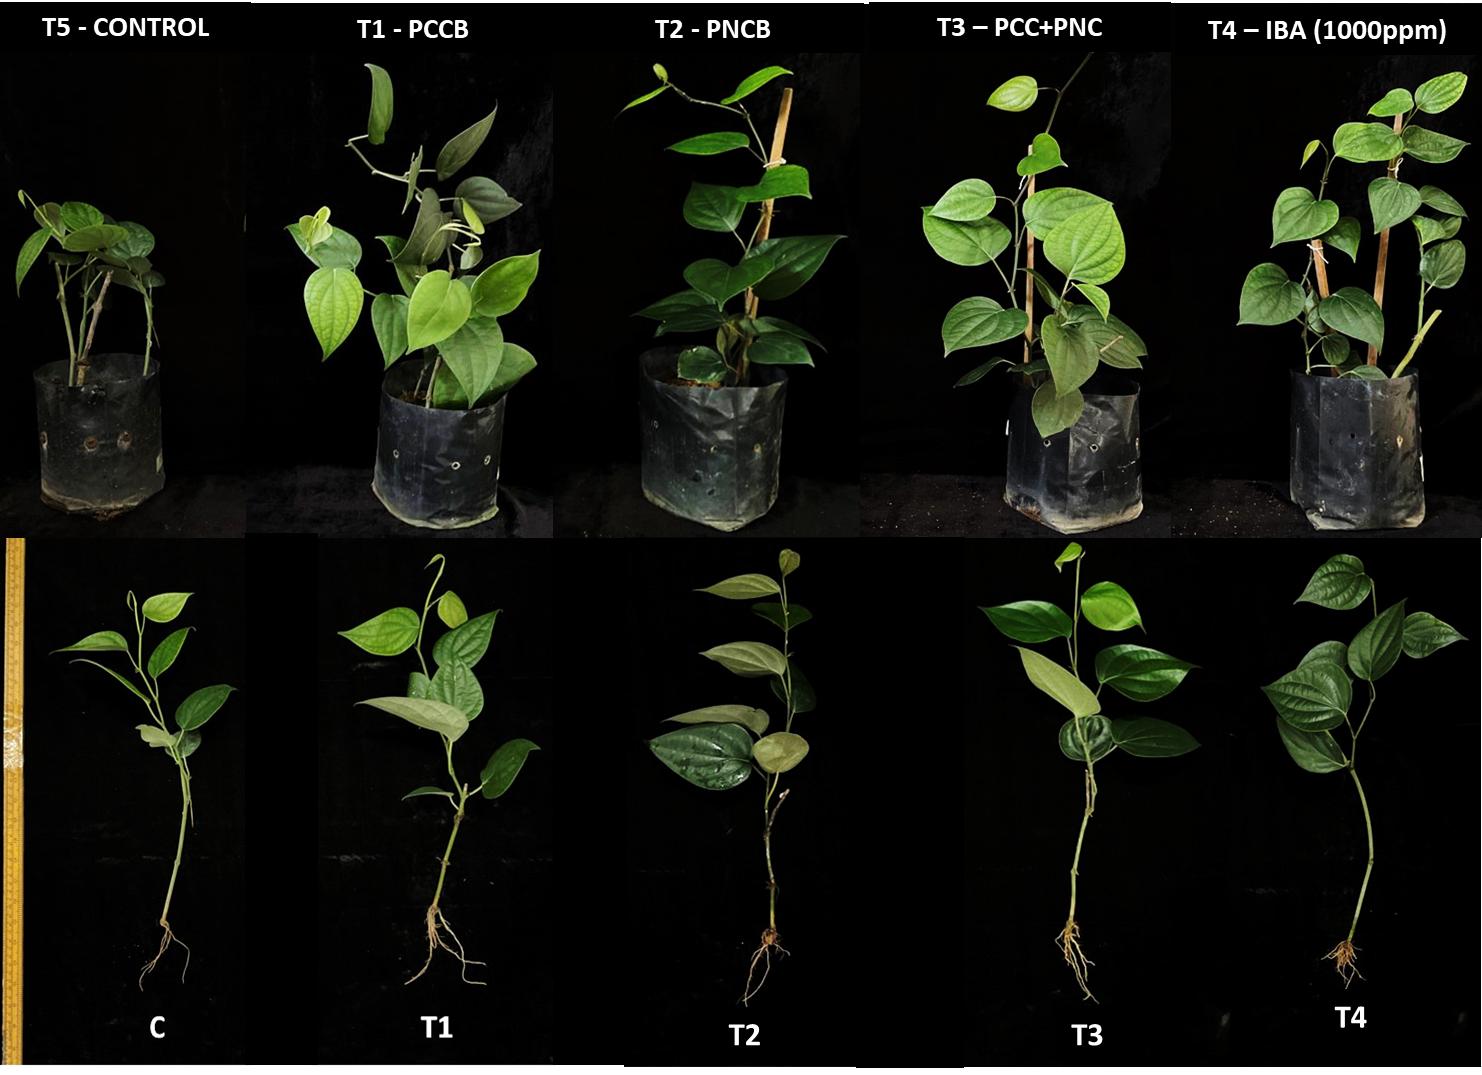 T5 - CONTROL
T1 - PCCB
T2 - PNCB
T3 – PCC+PNC
T4 – IBA (1000ppm)
C
T1
T2
T3
T4